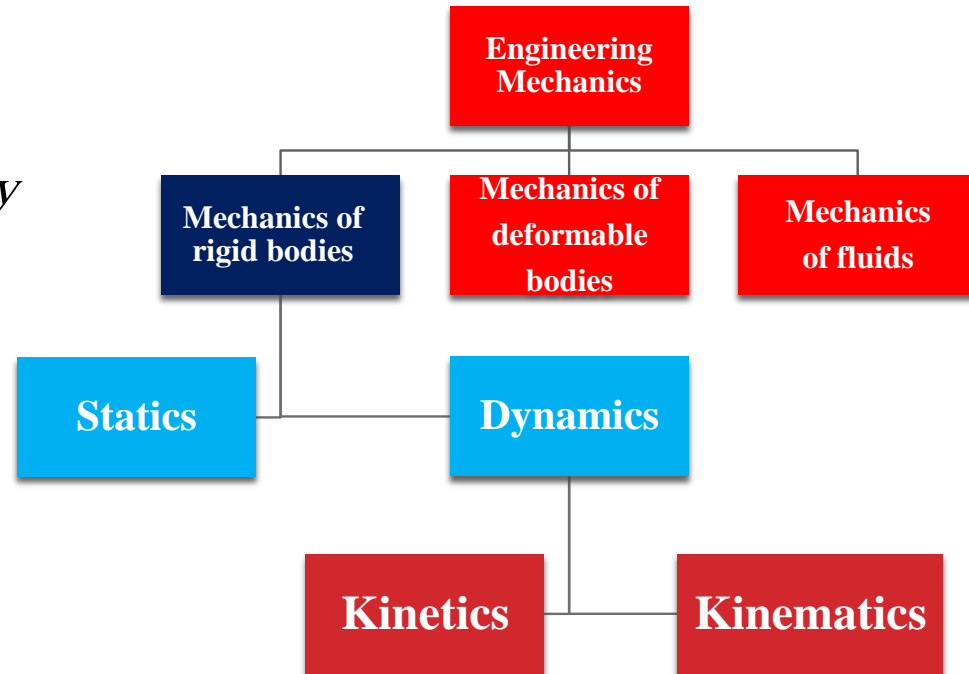 Engineering
Mechanics
y
Mechanics of
rigid bodies
Mechanics of
deformable
bodies
Mechanics
of fluids
Statics
Dynamics
Kinetics
Kinematics